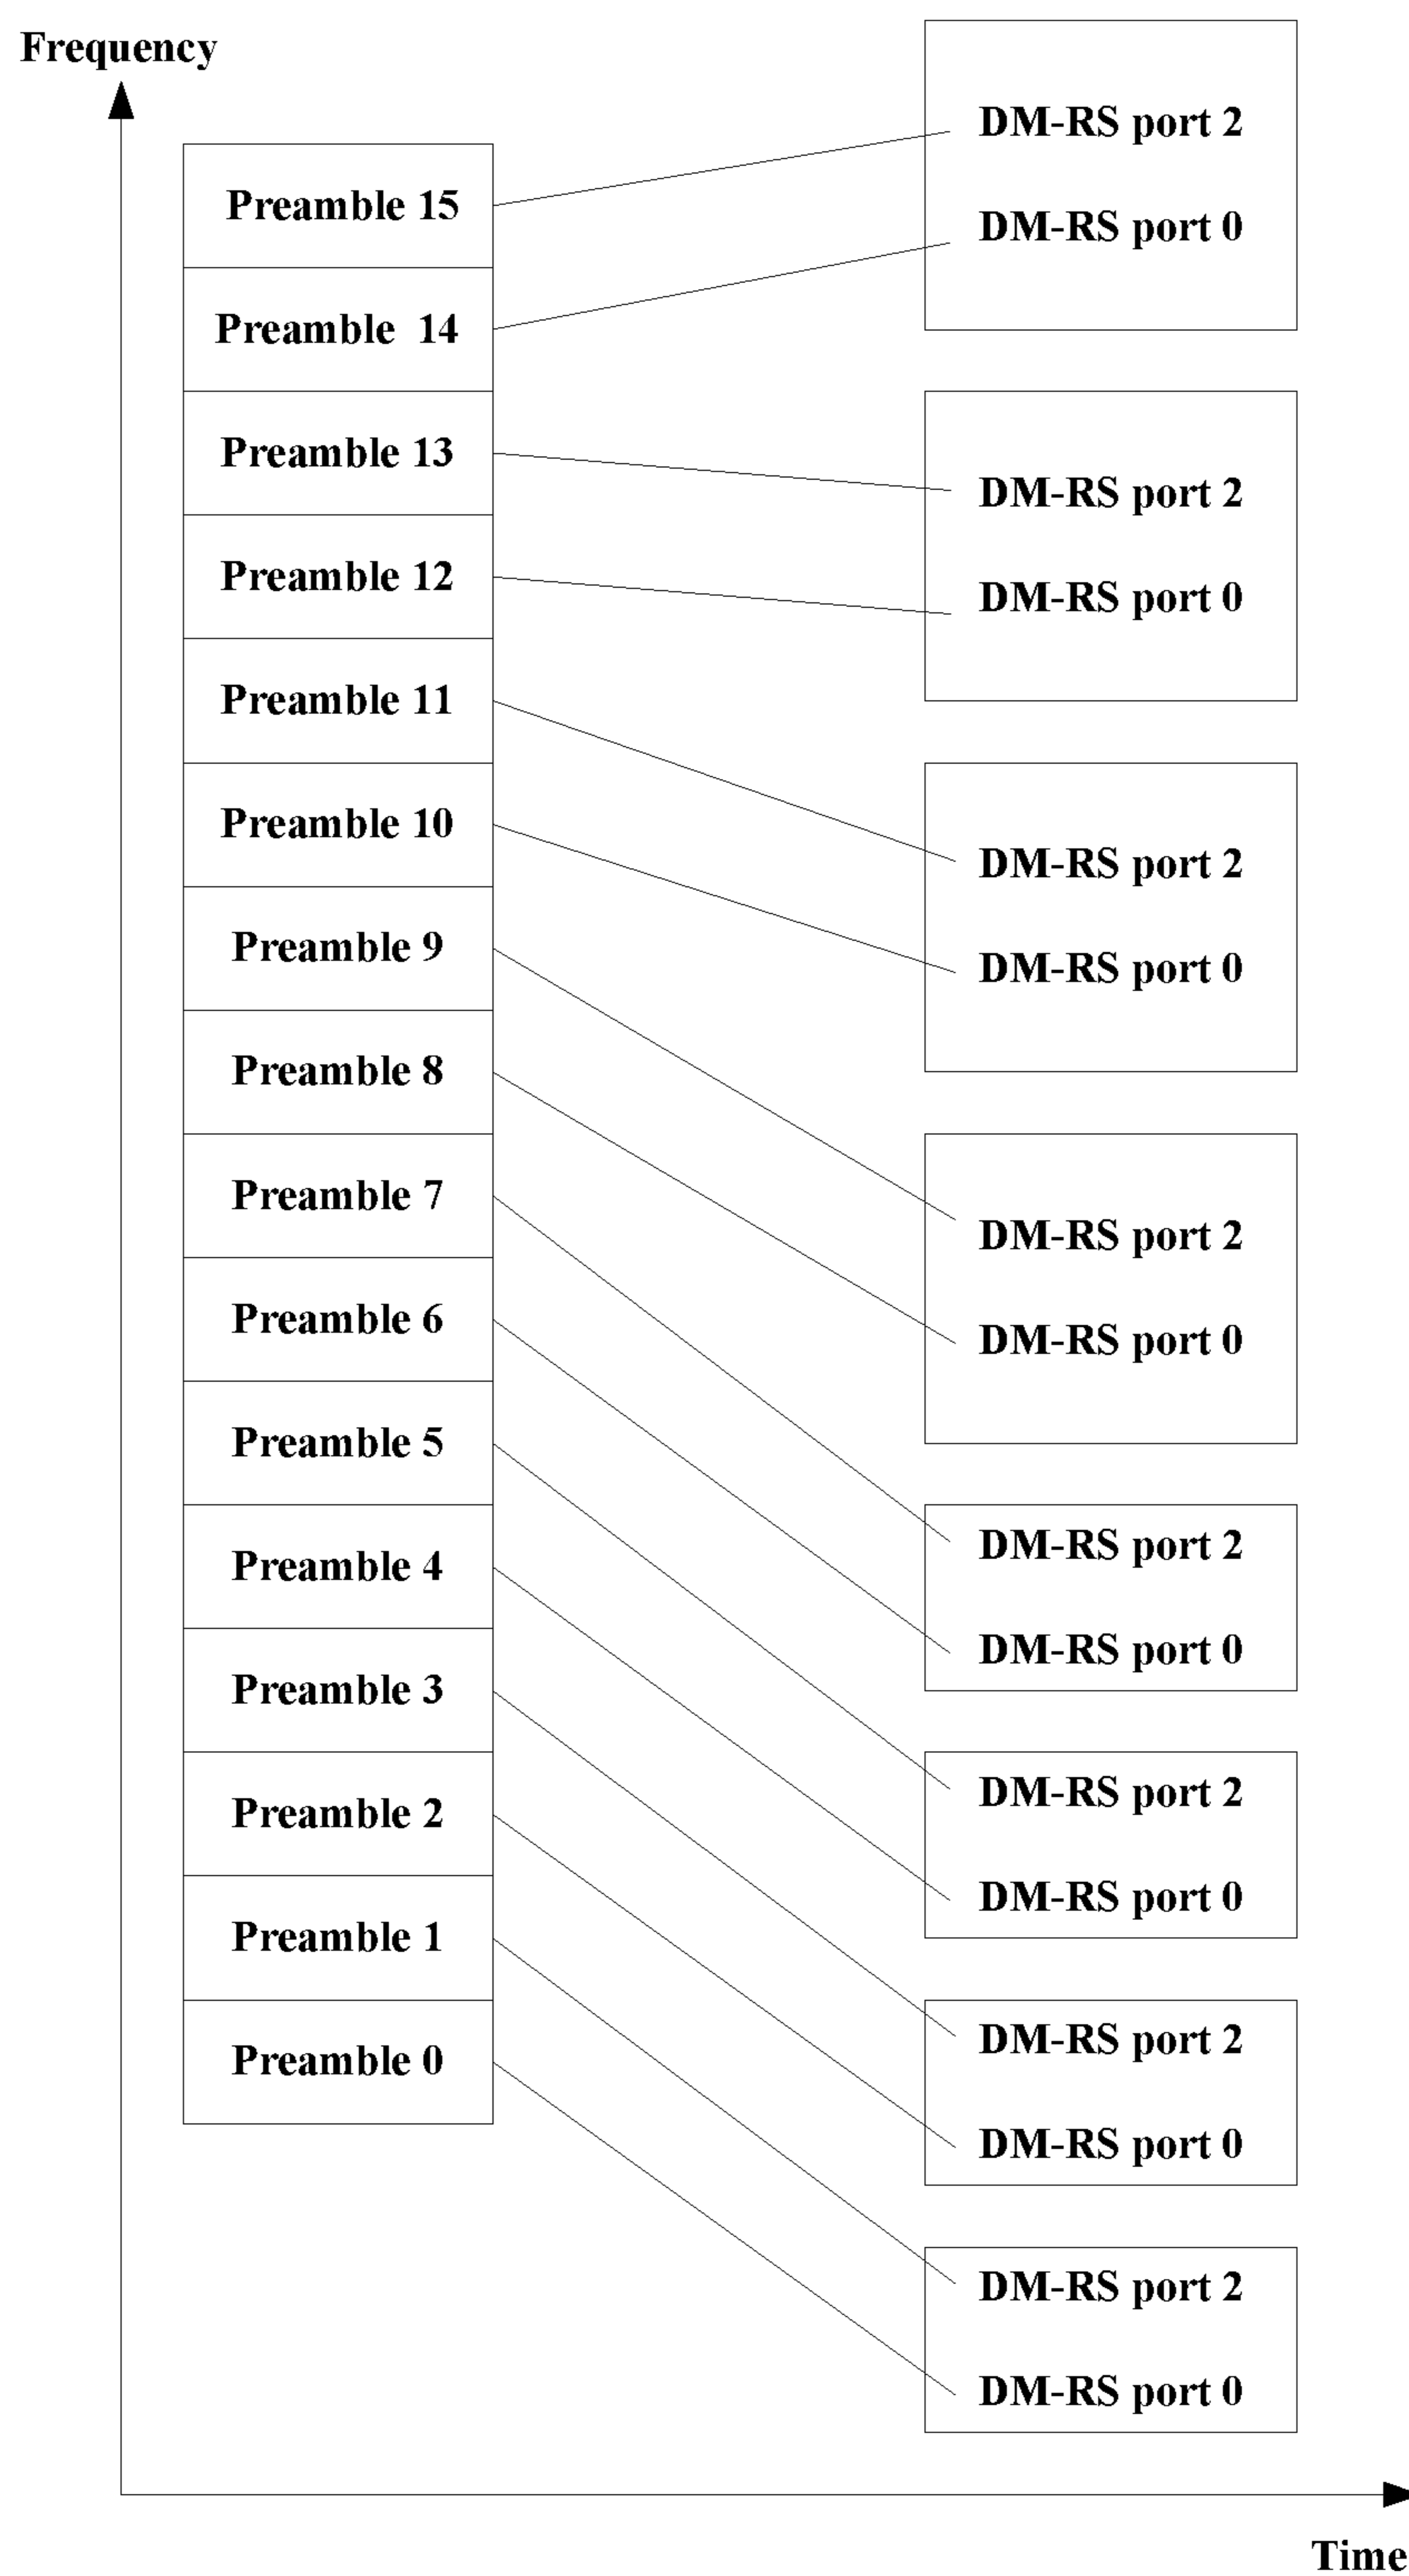 Frequency
Preamble 15
Preamble 14
Preamble 13
Preamble 12
Preamble 11
Preamble 10
Preamble 9
Preamble 8
Preamble 7
Preamble 6
Preamble 5
Preamble 4
Preamble 3
Preamble 2
Preamble 1
Preamble 0
DM-RS port 2
DM-RS port 0
DM-RS port 2
DM-RS port 0
DM-RS port 2
DM-RS port 0
DM-RS port 2
DM-RS port 0
DM-RS port 2
DM-RS port 0
DM-RS port 2
DM-RS port 0
DM-RS port 2
DM-RS port 0
DM-RS port 2
DM-RS port 0
Time